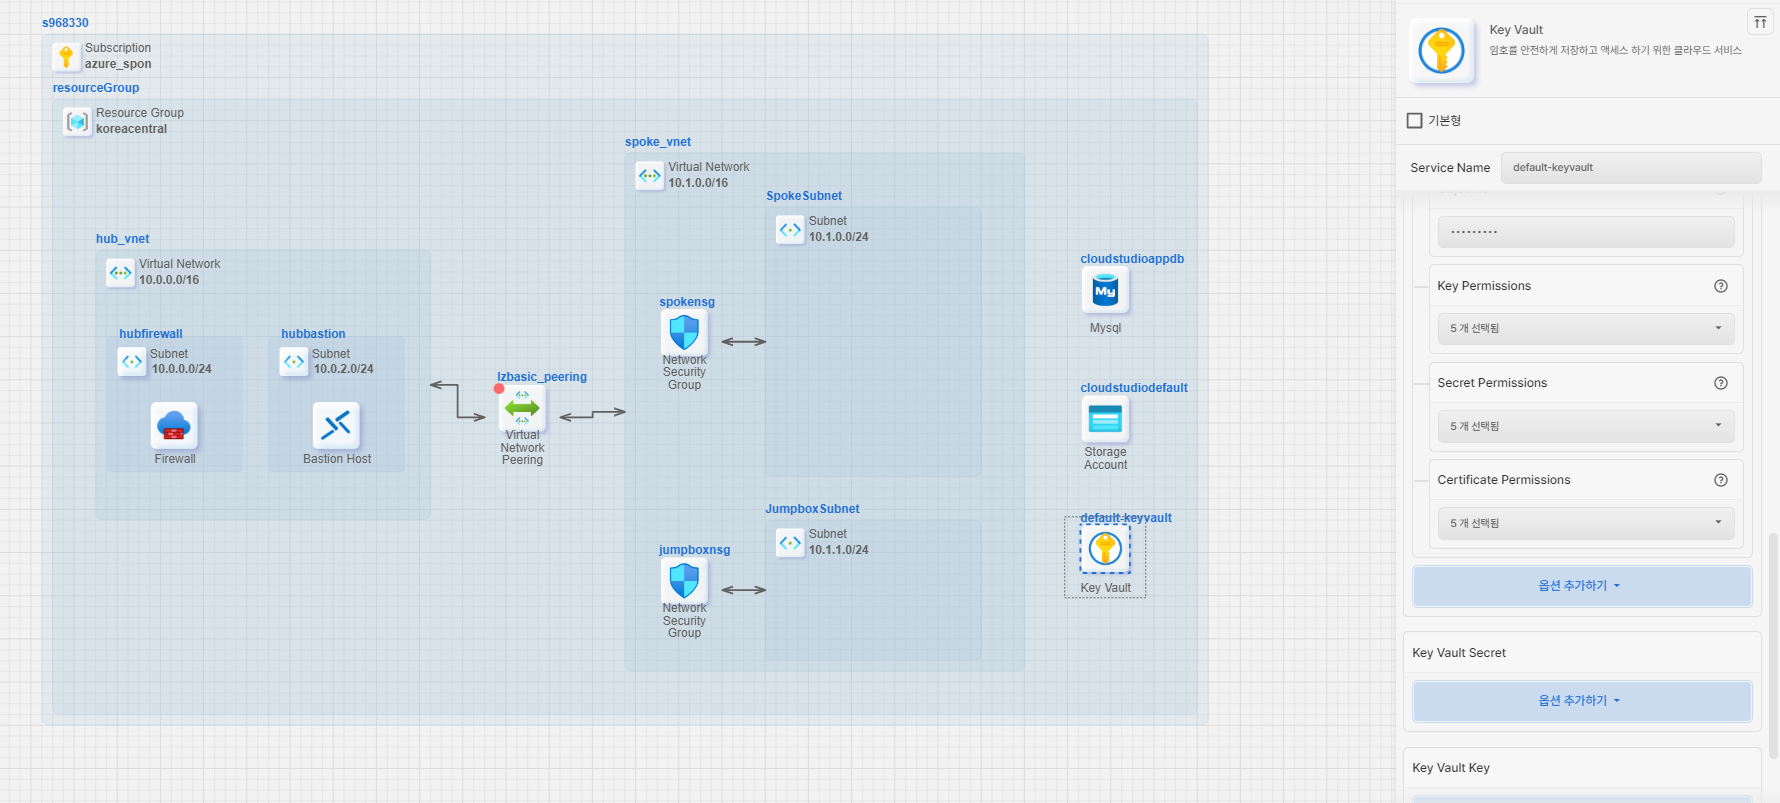 s968330
Subscription
azure_spon
resourceGroup
Resource Group
koreacentral
hub_vnet
Virtual Network
10.0.0.0/16
hubfirewall
Subnet
10.0.0.0/24
Firewall
hubbastion
Subnet
10.0.2.0/24
Bastion Host
lzbasic_peering
Virtual
Network
Peering
spoke_vnet
Virtual Network
10.1.0.0/16
SpokeSubnet
Subnet
10.1.0.0/24
spokensg
Network
Security
Group
JumpboxSubnet
Subnet
10.1.1.0/24
jumpboxnsg
Network
Security
Group
cloudstudioappdb
My
Mysql
cloudstudiodefault
Storage
Account
default-keyvault
Key Vault
Key Vault
암호를 안전하게 저장하고 액세스 하기 위한 클라우드 서비스
기본형
Service Name
default-keyvault
•••••••••
Key Permissions
5 개 선택됨
Secret Permissions
5 개 선택됨
Certificate Permissions
5 개 선택됨
옵션 추가하기
Key Vault Secret
옵션 추가하기
Key Vault Key